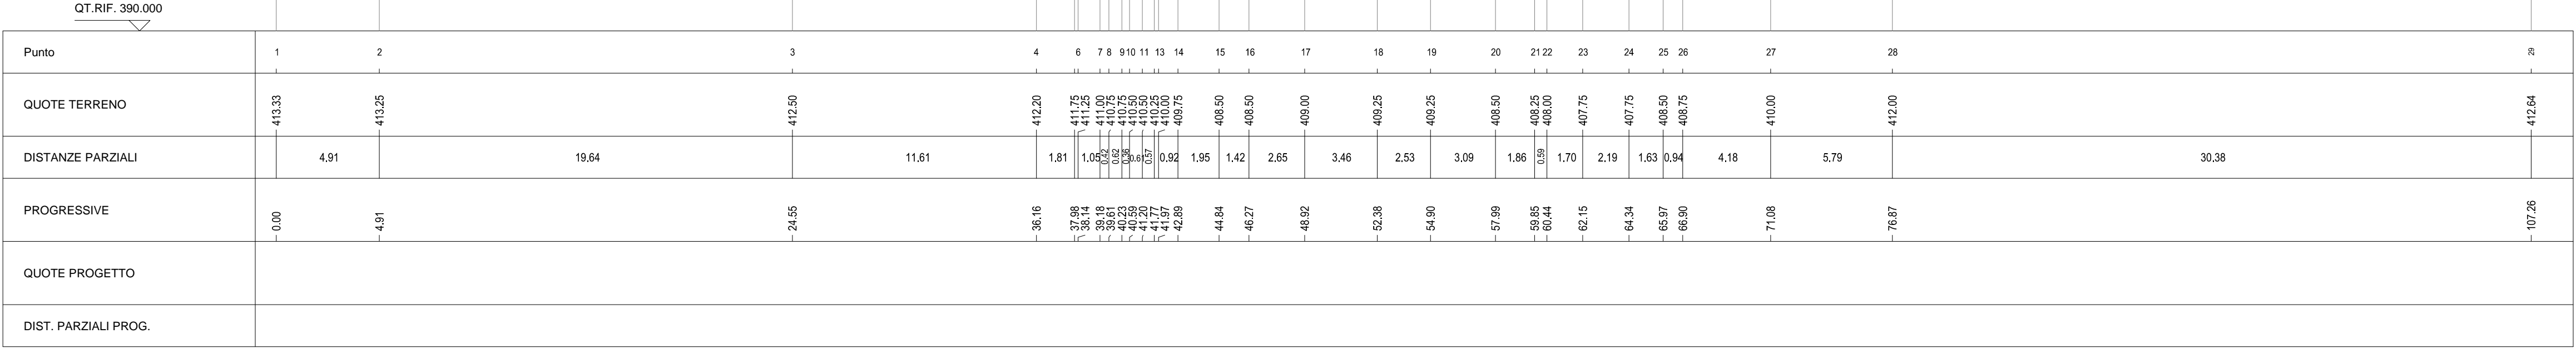 QT.RIF. 390.000
Punto 1 2 3 4 6 7 8 9 10 11 13 14 15 16 17 18 19 20 21 22 23 24 25 26 27 28 29
QUOTE TERRENO 413.33 413.25 412.50 412.20 411.75 411.25 411.00 410.75 410.75 410.50 410.50 410.25 410.00 409.75 408.50 408.50 409.00 409.25 409.25 408.50 408.25 408.00 407.75 407.75 408.50 408.75 410.00 412.00 412.64
DISTANZE PARZIALI 4.91 19.64 11.61 1.81 1.05 0.42 0.62 0.36 0.61 0.57 0.92 1.95 1.42 2.65 3.46 2.53 3.09 1.86 0.59 1.70 2.19 1.63 0.94 4.18 5.79 30.38
PROGRESSIVE 0.00 4.91 24.55 36.16 37.98 38.14 39.18 39.61 40.23 40.59 41.20 41.77 41.97 42.89 44.84 46.27 48.92 52.38 54.90 57.99 59.85 60.44 62.15 64.34 65.97 66.90 71.08 76.87 107.26
QUOTE PROGETTO
DIST. PARZIALI PROG.